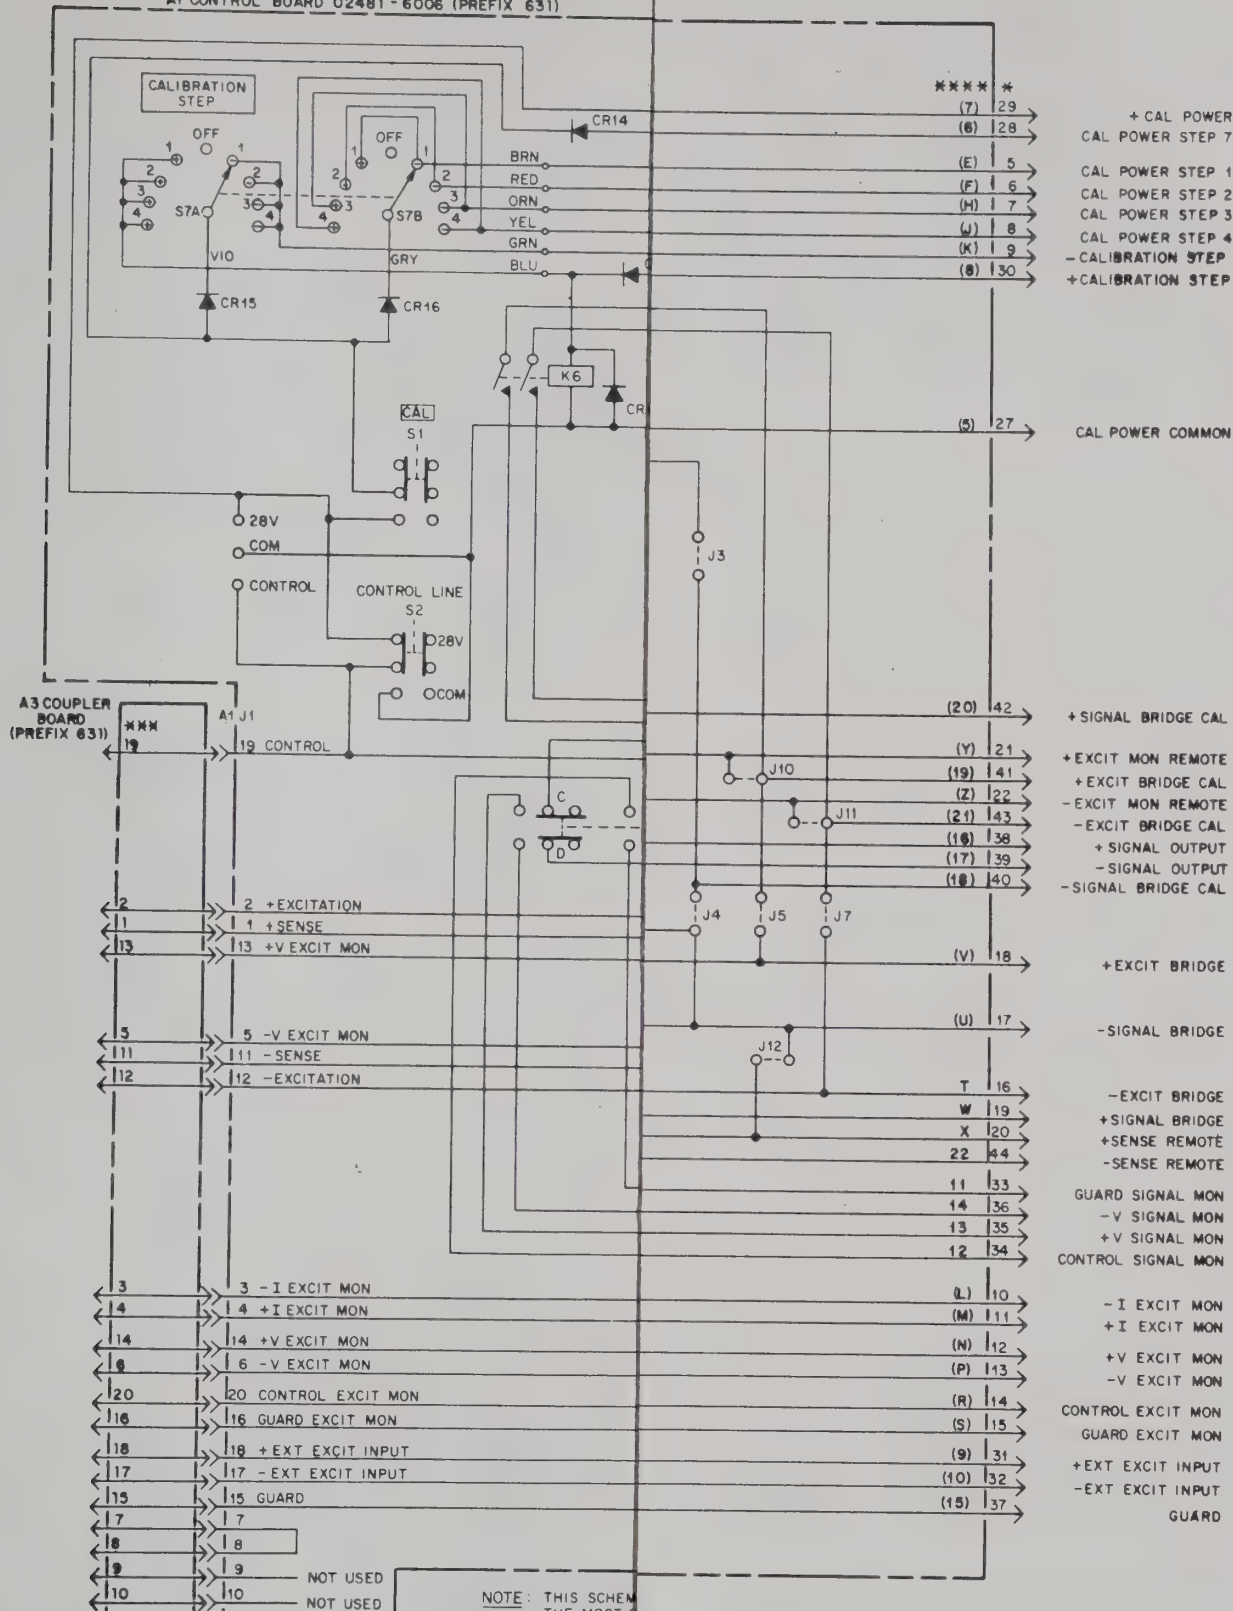 A1 CONTROL BOARD 02481-6006 (PREFIX 631)
CALIBRATION
STEP
OFF
1
2
3
4
1
2
3
4
S7A
VIO
OFF
1
2
3
4
1
2
3
4
S7B
GRY
CR14
CR15
CR16
BRN
RED
ORN
YEL
GRN
BLU
K6
CR
CAL
S1
28V
COM
CONTROL
CONTROL LINE
S2
28V
COM
J3
**** *
(7) 29 + CAL POWER
(6) 28 CAL POWER STEP 7
(E) 5 CAL POWER STEP 1
(F) 6 CAL POWER STEP 2
(H) 7 CAL POWER STEP 3
(J) 8 CAL POWER STEP 4
(K) 9 -CALIBRATION STEP
(8) 30 +CALIBRATION STEP
(5) 27 CAL POWER COMMON
A3 COUPLER
BOARD
(PREFIX 631)
***
A1 J1
19 19 CONTROL
C
D
J10
J11
J4
J5
J7
J12
(20) 42 +SIGNAL BRIDGE CAL
(Y) 21 +EXCIT MON REMOTE
(19) 41 +EXCIT BRIDGE CAL
(Z) 22 -EXCIT MON REMOTE
(21) 43 -EXCIT BRIDGE CAL
(16) 38 + SIGNAL OUTPUT
(17) 39 -SIGNAL OUTPUT
(18) 40 -SIGNAL BRIDGE CAL
2 2 +EXCITATION
1 1 +SENSE
13 13 +V EXCIT MON
(V) 18 +EXCIT BRIDGE
(U) 17 -SIGNAL BRIDGE
5 5 -V EXCIT MON
11 11 -SENSE
12 12 -EXCITATION
T 16 -EXCIT BRIDGE
W 19 +SIGNAL BRIDGE
X 20 +SENSE REMOTE
22 44 -SENSE REMOTE
11 33 GUARD SIGNAL MON
14 36 -V SIGNAL MON
13 35 +V SIGNAL MON
12 34 CONTROL SIGNAL MON
3 3 -I EXCIT MON (L) 10 -I EXCIT MON
4 4 +I EXCIT MON (M) 11 +I EXCIT MON
14 14 +V EXCIT MON (N) 12 +V EXCIT MON
6 6 -V EXCIT MON (P) 13 -V EXCIT MON
20 20 CONTROL EXCIT MON (R) 14 CONTROL EXCIT MON
16 16 GUARD EXCIT MON (S) 15 GUARD EXCIT MON
18 18 +EXT EXCIT INPUT (9) 31 +EXT EXCIT INPUT
17 17 -EXT EXCIT INPUT (10) 32 -EXT EXCIT INPUT
15 15 GUARD (15) 37 GUARD
7 7
8 8
9 9 NOT USED
10 10 NOT USED
NOTE: THIS SCHEM
THE MOST